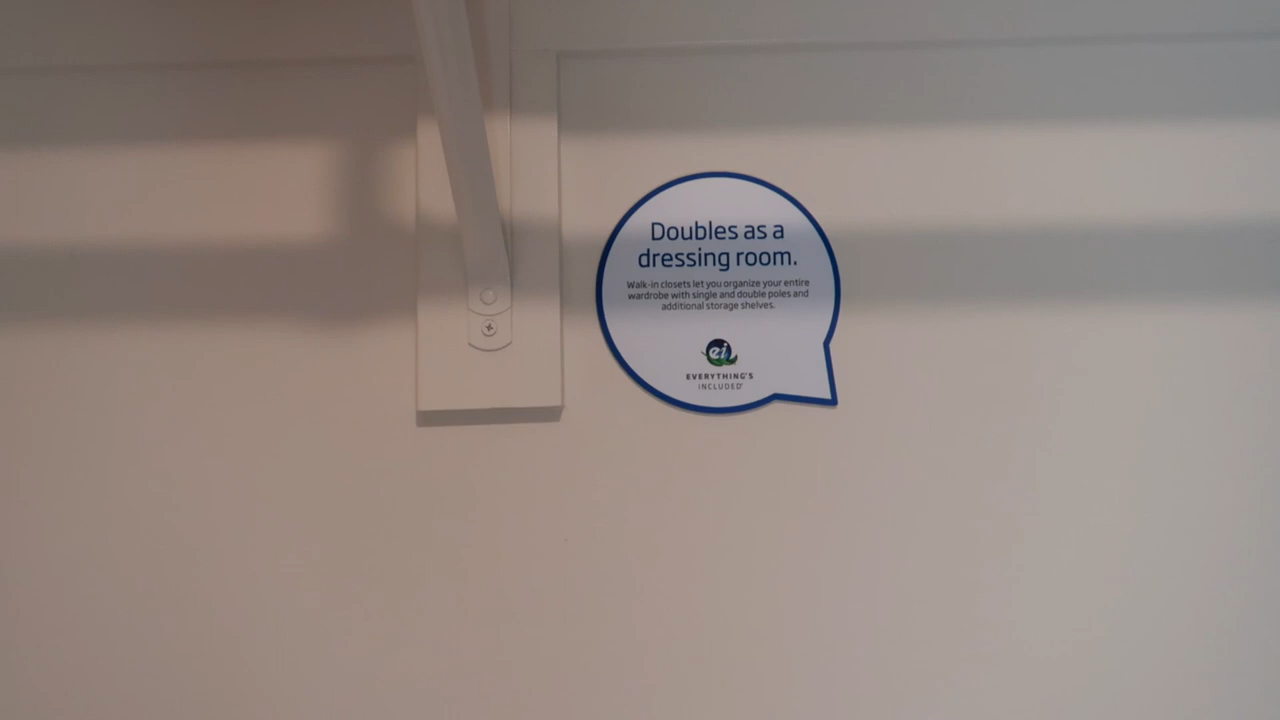 Doubles as a
dressing room.
Walk-in closets let you organize your entire
wardrobe with single and double poles and
additional storage shelves.
ei
EVERYTHING'S
INCLUDED®